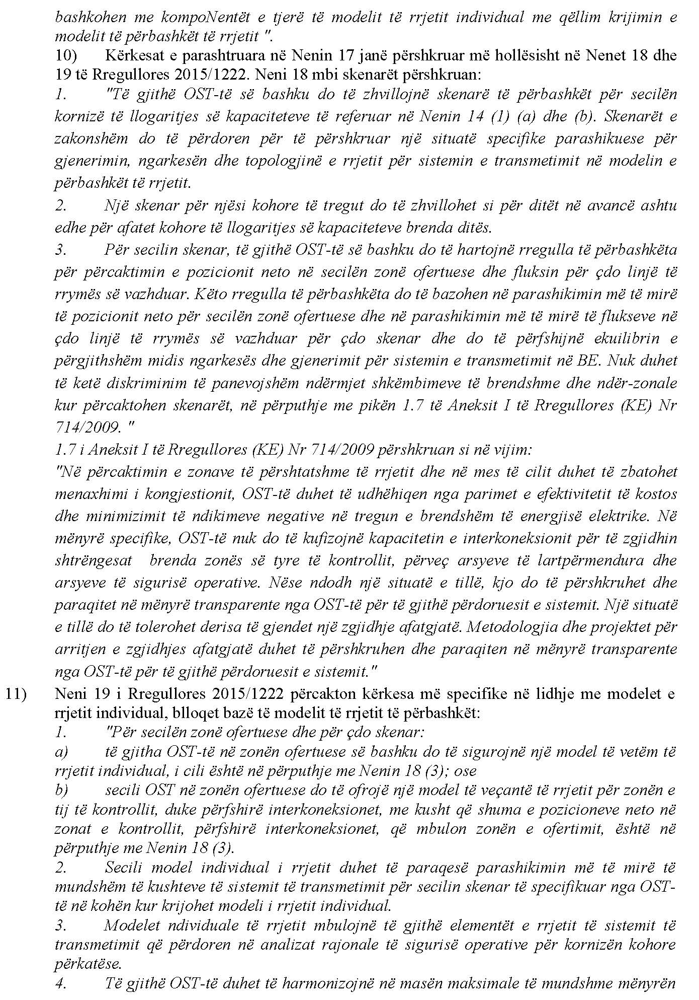 bashkohen me kompoNentët e tjerë të modelit të rrjetit individual me qëllim krijimin e
modelit të përbashkët të rrjetit ".
10) Kërkesat e parashtruara në Nenin 17 janë përshkruar më hollësisht në Nenet 18 dhe
19 të Rregullores 2015/1222. Neni 18 mbi skenarët përshkruan:
1. "Të gjithë OST-të së bashku do të zhvillojnë skenarë të përbashkët për secilën
kornizë të llogaritjes së kapaciteteve të referuar në Nenin 14 (1) (a) dhe (b). Skenarët e
zakonshëm do të përdoren për të përshkruar një situatë specifike parashikuese për
gjenerimin, ngarkesën dhe topologjinë e rrjetit për sistemin e transmetimit në modelin e
përbashkët të rrjetit.
2. Një skenar për njësi kohore të tregut do të zhvillohet si për ditët në avancë ashtu
edhe për afatet kohore të llogaritjes së kapaciteteve brenda ditës.
3. Për secilin skenar, të gjithë OST-të së bashku do të hartojnë rregulla të përbashkëta
për përcaktimin e pozicionit neto në secilën zonë ofertuese dhe fluksin për çdo linjë të
rrymës së vazhduar. Këto rregulla të përbashkëta do të bazohen në parashikimin më të mirë
të pozicionit neto për secilën zonë ofertuese dhe në parashikimin më të mirë të flukseve në
çdo linjë të rrymës së vazhduar për çdo skenar dhe do të përfshijnë ekuilibrin e
përgjithshëm midis ngarkesës dhe gjenerimit për sistemin e transmetimit në BE. Nuk duhet
të ketë diskriminim të panevojshëm ndërmjet shkëmbimeve të brendshme dhe ndër-zonale
kur përcaktohen skenarët, në përputhje me pikën 1.7 të Aneksit I të Rregullores (KE) Nr
714/2009. "
1.7 i Aneksit I të Rregullores (KE) Nr 714/2009 përshkruan si në vijim:
"Në përcaktimin e zonave të përshtatshme të rrjetit dhe në mes të cilit duhet të zbatohet
menaxhimi i kongjestionit, OST-të duhet të udhëhiqen nga parimet e efektivitetit të kostos
dhe minimizimit të ndikimeve negative në tregun e brendshëm të energjisë elektrike. Në
mënyrë specifike, OST-të nuk do të kufizojnë kapacitetin e interkoneksionit për të zgjidhin
shtrëngesat brenda zonës së tyre të kontrollit, përveç arsyeve të lartpërmendura dhe
arsyeve të sigurisë operative. Nëse ndodh një situatë e tillë, kjo do të përshkruhet dhe
paraqitet në mënyrë transparente nga OST-të për të gjithë përdoruesit e sistemit. Një situatë
e tillë do të tolerohet derisa të gjendet një zgjidhje afatgjatë. Metodologjia dhe projektet për
arritjen e zgjidhjes afatgjatë duhet të përshkruhen dhe paraqiten në mënyrë transparente
nga OST-të për të gjithë përdoruesit e sistemit."
11) Neni 19 i Rregullores 2015/1222 përcakton kërkesa më specifike në lidhje me modelet e
rrjetit individual, blloqet bazë të modelit të rrjetit të përbashkët:
1. "Për secilën zonë ofertuese dhe për çdo skenar:
a) të gjitha OST-të në zonën ofertuese së bashku do të sigurojnë një model të vetëm të
rrjetit individual, i cili është në përputhje me Nenin 18 (3); ose
b) secili OST në zonën ofertuese do të ofrojë një model të veçantë të rrjetit për zonën e
tij të kontrollit, duke përfshirë interkoneksionet, me kusht që shuma e pozicioneve neto në
zonat e kontrollit, përfshirë interkoneksionet, që mbulon zonën e ofertimit, është në
përputhje me Nenin 18 (3).
2. Secili model individual i rrjetit duhet të paraqesë parashikimin më të mirë të
mundshëm të kushteve të sistemit të transmetimit për secilin skenar të specifikuar nga OST-
të në kohën kur krijohet modeli i rrjetit individual.
3. Modelet ndividuale të rrjetit mbulojnë të gjithë elementët e rrjetit të sistemit të
transmetimit që përdoren në analizat rajonale të sigurisë operative për kornizën kohore
përkatëse.
4. Të gjithë OST-të duhet të harmonizojnë në masën maksimale të mundshme mënyrën